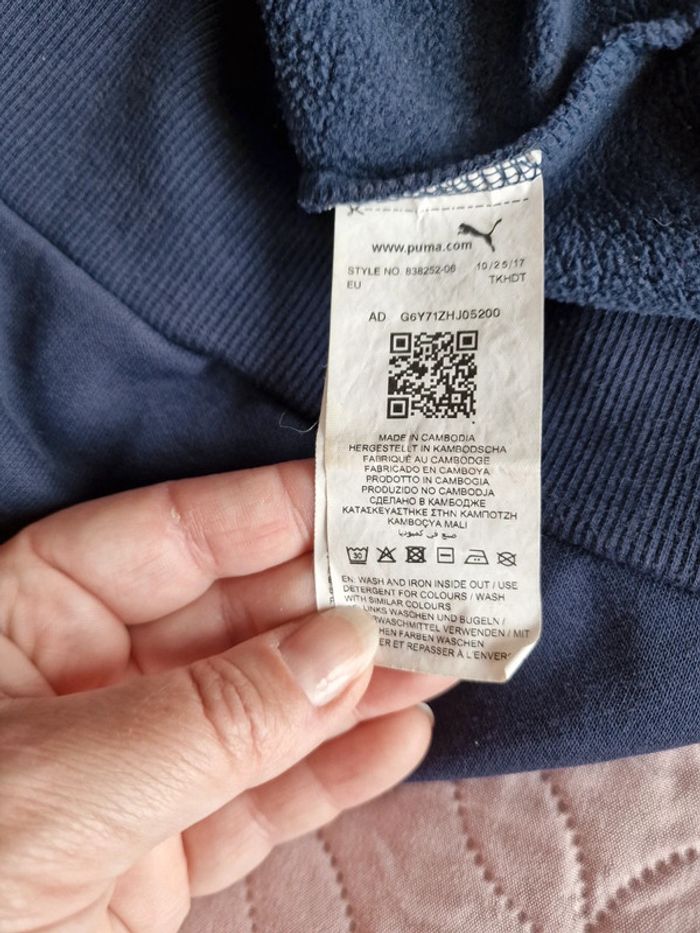 www.puma.com
STYLE NO. 838252-06 10/25/17
EU TKHDT
AD G6Y71ZHJ05200
MADE IN CAMBODIA
HERGESTELLT IN KAMBODSCHA
FABRIQUÉ AU CAMBODGE
FABRICADO EN CAMBOYA
PRODOTTO IN CAMBOGIA
PRODUZIDO NO CAMBODJA
СДЕЛАНО В КАМБОДЖЕ
ΚΑΤΑΣΚΕΥΑΣΤΗΚΕ ΣΤΗΝ ΚΑΜΠΟΤΖΗ
KAMBOÇYA MALI
صنع في كمبوديا
30
EN: WASH AND IRON INSIDE OUT / USE
DETERGENT FOR COLOURS / WASH
WITH SIMILAR COLOURS
LINKS WASCHEN UND BÜGELN /
WASCHMITTEL VERWENDEN / MIT
FARBEN WASCHEN
ET REPASSER À L'ENVERS